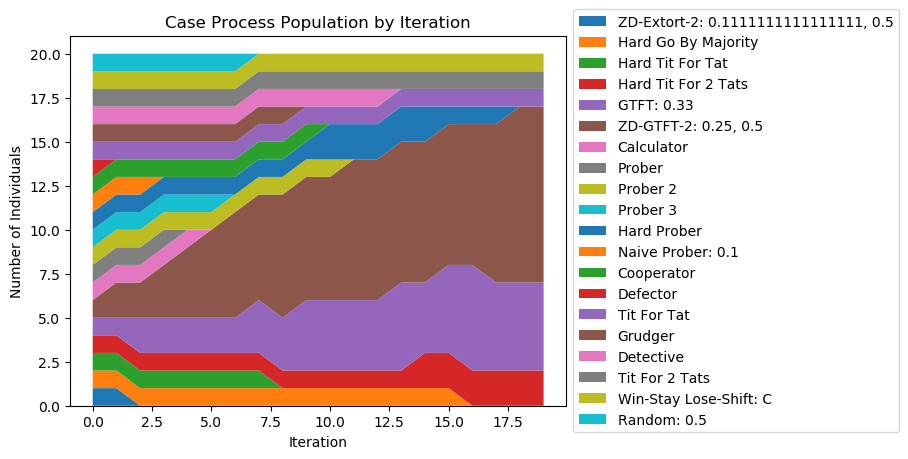 Case Process Population by Iteration
Number of Individuals
20.0
17.5
15.0
12.5
10.0
7.5
5.0
2.5
0.0
0.0 2.5 5.0 7.5 10.0 12.5 15.0 17.5
Iteration
ZD-Extort-2: 0.1111111111111111, 0.5
Hard Go By Majority
Hard Tit For Tat
Hard Tit For 2 Tats
GTFT: 0.33
ZD-GTFT-2: 0.25, 0.5
Calculator
Prober
Prober 2
Prober 3
Hard Prober
Naive Prober: 0.1
Cooperator
Defector
Tit For Tat
Grudger
Detective
Tit For 2 Tats
Win-Stay Lose-Shift: C
Random: 0.5